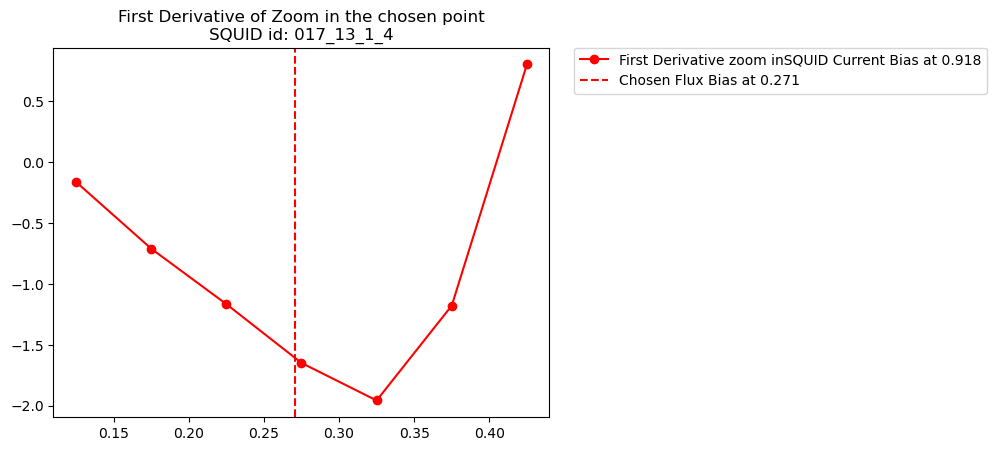 First Derivative of Zoom in the chosen point
SQUID id: 017_13_1_4
First Derivative zoom inSQUID Current Bias at 0.918
Chosen Flux Bias at 0.271
0.5
0.0
−0.5
−1.0
−1.5
−2.0
0.15 0.20 0.25 0.30 0.35 0.40